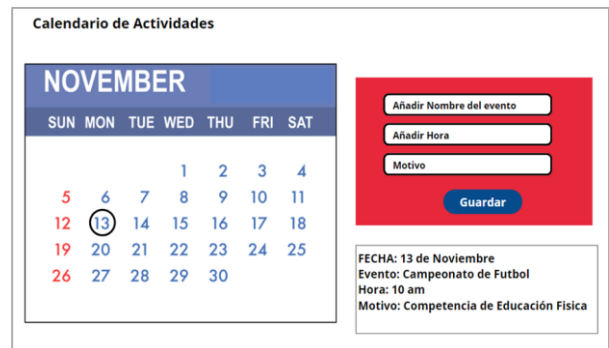 Calendario de Actividades
NOVEMBER
SUN MON TUE WED THU FRI SAT
1 2 3 4
5 6 7 8 9 10 11
12 13 14 15 16 17 18
19 20 21 22 23 24 25
26 27 28 29 30
Añadir Nombre del evento
Añadir Hora
Motivo
Guardar
FECHA: 13 de Noviembre
Evento: Campeonato de Futbol
Hora: 10 am
Motivo: Competencia de Educación Fisica